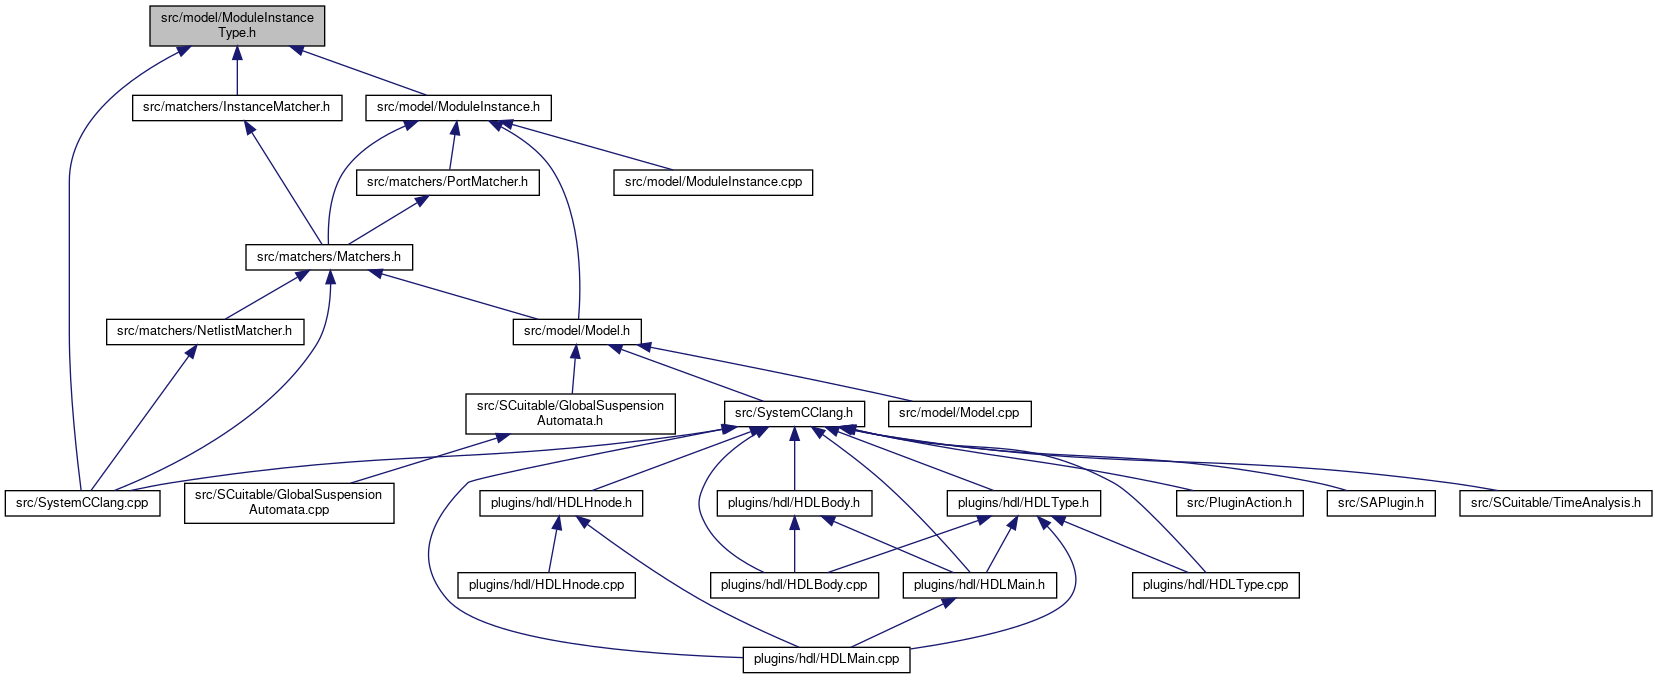 src/model/ModuleInstance
Type.h
src/matchers/InstanceMatcher.h
src/model/ModuleInstance.h
src/matchers/PortMatcher.h
src/model/ModuleInstance.cpp
src/matchers/Matchers.h
src/matchers/NetlistMatcher.h
src/model/Model.h
src/SCuitable/GlobalSuspension
Automata.h
src/SystemCClang.h
src/model/Model.cpp
src/SystemCClang.cpp
src/SCuitable/GlobalSuspension
Automata.cpp
plugins/hdl/HDLHnode.h
plugins/hdl/HDLBody.h
plugins/hdl/HDLType.h
src/PluginAction.h
src/SAPlugin.h
src/SCuitable/TimeAnalysis.h
plugins/hdl/HDLHnode.cpp
plugins/hdl/HDLBody.cpp
plugins/hdl/HDLMain.h
plugins/hdl/HDLType.cpp
plugins/hdl/HDLMain.cpp